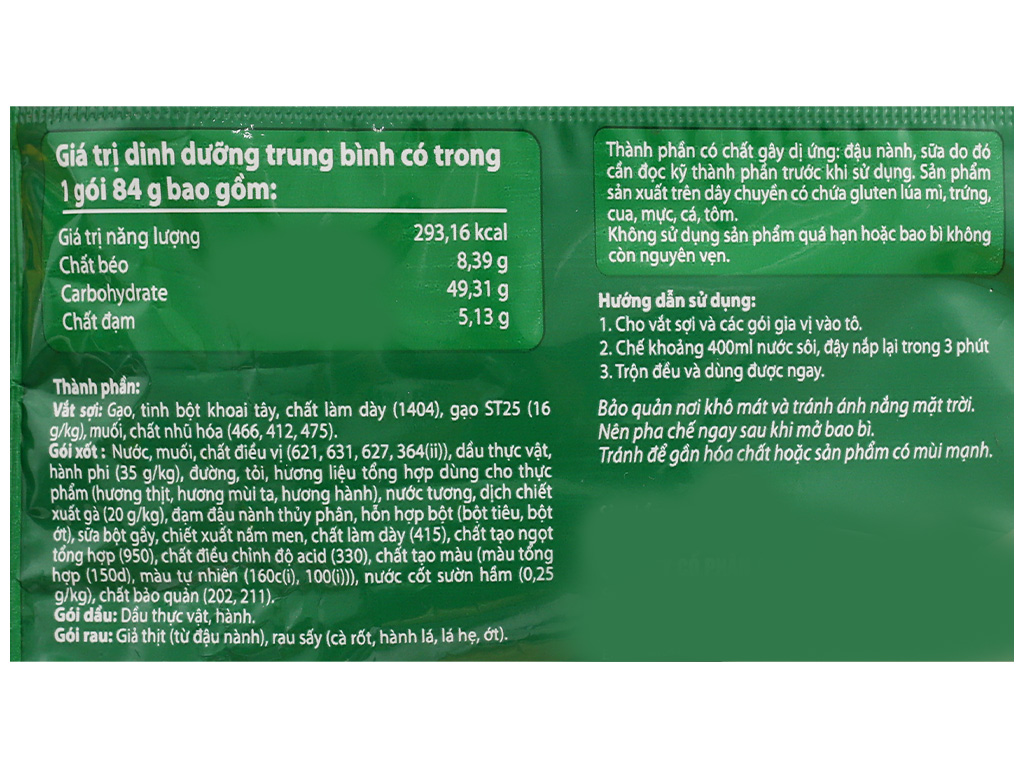 Giá trị dinh dưỡng trung bình có trong
1 gói 84 g bao gồm:
Giá trị năng lượng 293,16 kcal
Chất béo 8,39 g
Carbohydrate 49,31 g
Chất đạm 5,13 g
Thành phần:
Vắt sợi: Gạo, tinh bột khoai tây, chất làm dày (1404), gạo ST25 (16
g/kg), muối, chất nhũ hóa (466, 412, 475).
Gói xốt : Nước, muối, chất điều vị (621, 631, 627, 364(ii)), dầu thực vật,
hành phi (35 g/kg), đường, tỏi, hương liệu tổng hợp dùng cho thực
phẩm (hương thịt, hương mùi ta, hương hành), nước tương, dịch chiết
xuất gà (20 g/kg), đạm đậu nành thủy phân, hỗn hợp bột (bột tiêu, bột
ớt), sữa bột gầy, chiết xuất nấm men, chất làm dày (415), chất tạo ngọt
tổng hợp (950), chất điều chỉnh độ acid (330), chất tạo màu (màu tổng
hợp (150d), màu tự nhiên (160c(i), 100(i))), nước cốt sườn hầm (0,25
g/kg), chất bảo quản (202, 211).
Gói dầu: Dầu thực vật, hành.
Gói rau: Giả thịt (từ đậu nành), rau sấy (cà rốt, hành lá, lá hẹ, ớt).
Thành phần có chất gây dị ứng: đậu nành, sữa do đó
cần đọc kỹ thành phần trước khi sử dụng. Sản phẩm
sản xuất trên dây chuyền có chứa gluten lúa mì, trứng,
cua, mực, cá, tôm.
Không sử dụng sản phẩm quá hạn hoặc bao bì không
còn nguyên vẹn.
Hướng dẫn sử dụng:
1. Cho vắt sợi và các gói gia vị vào tô.
2. Chế khoảng 400ml nước sôi, đậy nắp lại trong 3 phút
3. Trộn đều và dùng được ngay.
Bảo quản nơi khô mát và tránh ánh nắng mặt trời.
Nên pha chế ngay sau khi mở bao bì.
Tránh để gần hóa chất hoặc sản phẩm có mùi mạnh.